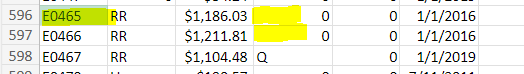 596 E0465 RR $1,186.03 0 0 1/1/2016
597 E0466 RR $1,211.81 0 0 1/1/2016
598 E0467 RR $1,104.48 Q 0 1/1/2019